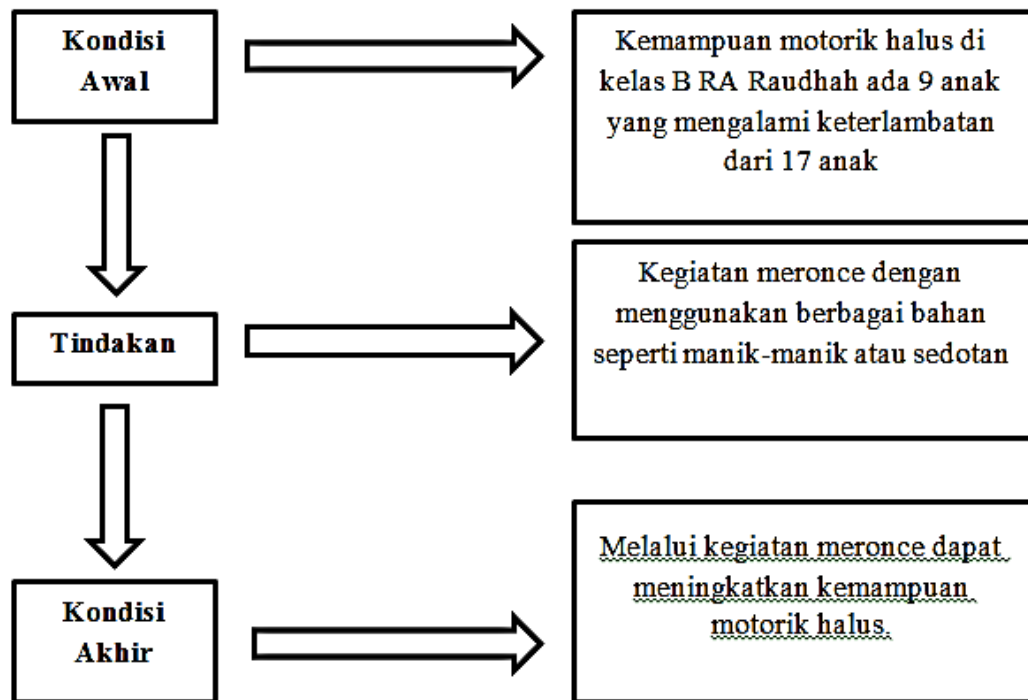 Kondisi
Awal
Kemampuan motorik halus di
kelas B RA Raudhah ada 9 anak
yang mengalami keterlambatan
dari 17 anak
Tindakan
Kegiatan meronce dengan
menggunakan berbagai bahan
seperti manik-manik atau sedotan
Kondisi
Akhir
Melalui kegiatan meronce dapat
meningkatkan kemampuan
motorik halus.